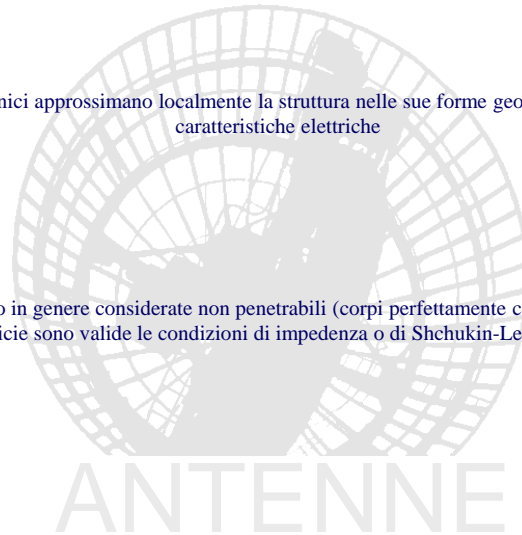 nici approssimano localmente la struttura nelle sue forme geo
caratteristiche elettriche
o in genere considerate non penetrabili (corpi perfettamente c
icie sono valide le condizioni di impedenza o di Shchukin-Le
ANTENNE